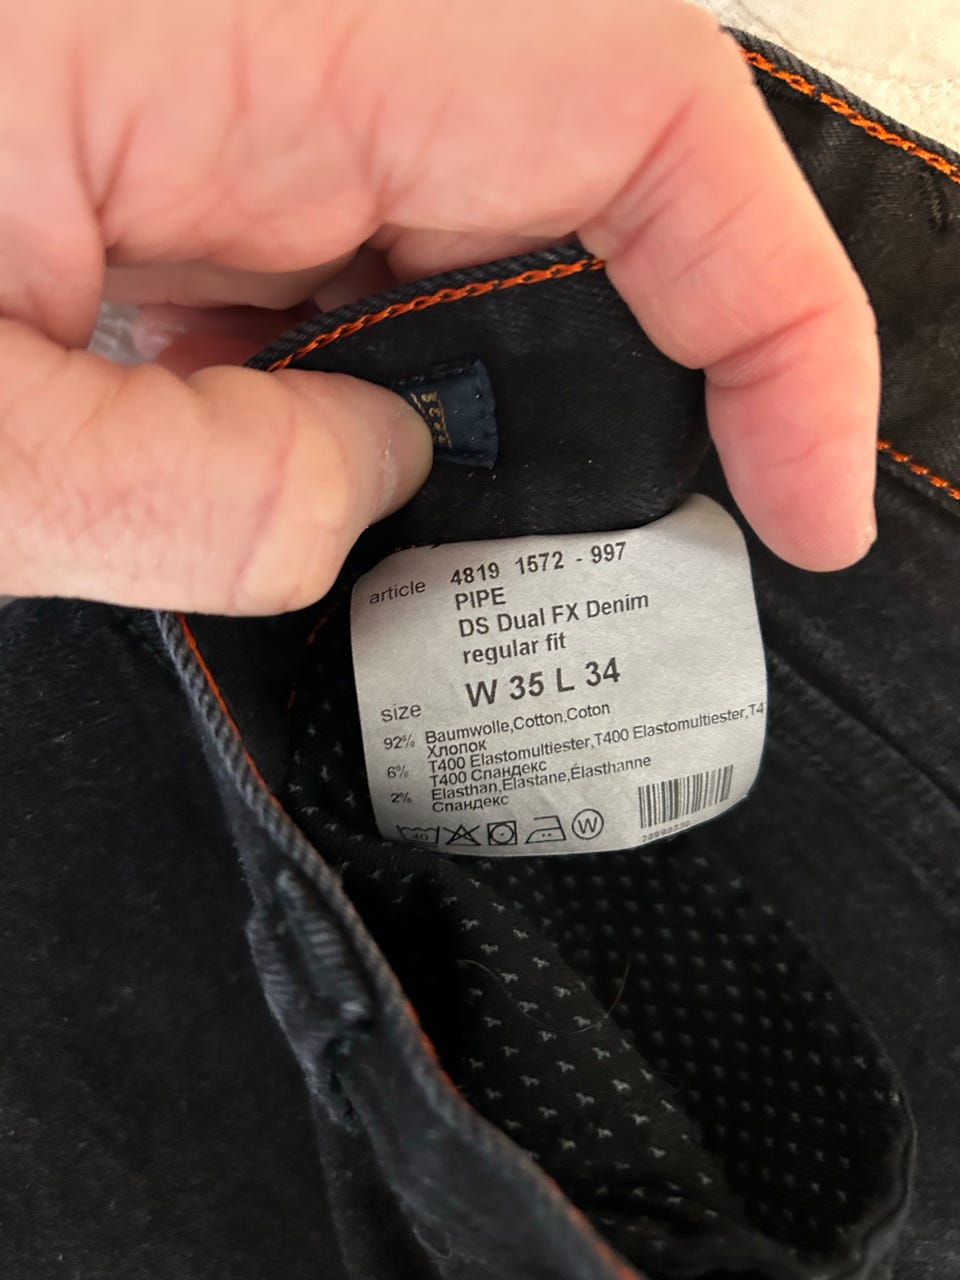 article 4819 1572 - 997
PIPE
DS Dual FX Denim
regular fit
size W 35 L 34
92% Baumwolle,Cotton,Coton
Хлопок
6% T400 Elastomultiester,T400 Elastomultiester,T4
T400 Спандекс
2% Elasthan,Elastane,Élasthanne
Спандекс
40 W